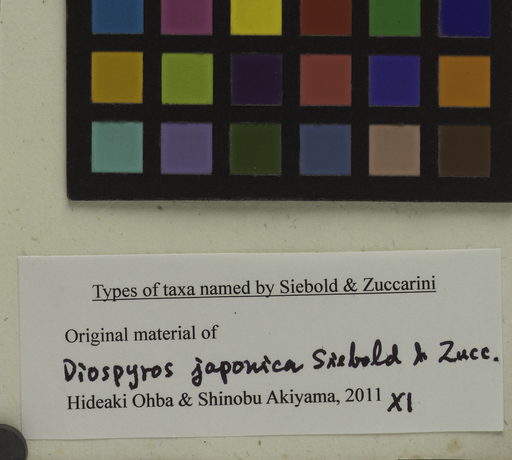 Types of taxa named by Siebold & Zuccarini
Original material of
Diospyros japonica Siebold & Zucc.
Hideaki Ohba & Shinobu Akiyama, 2011 XI